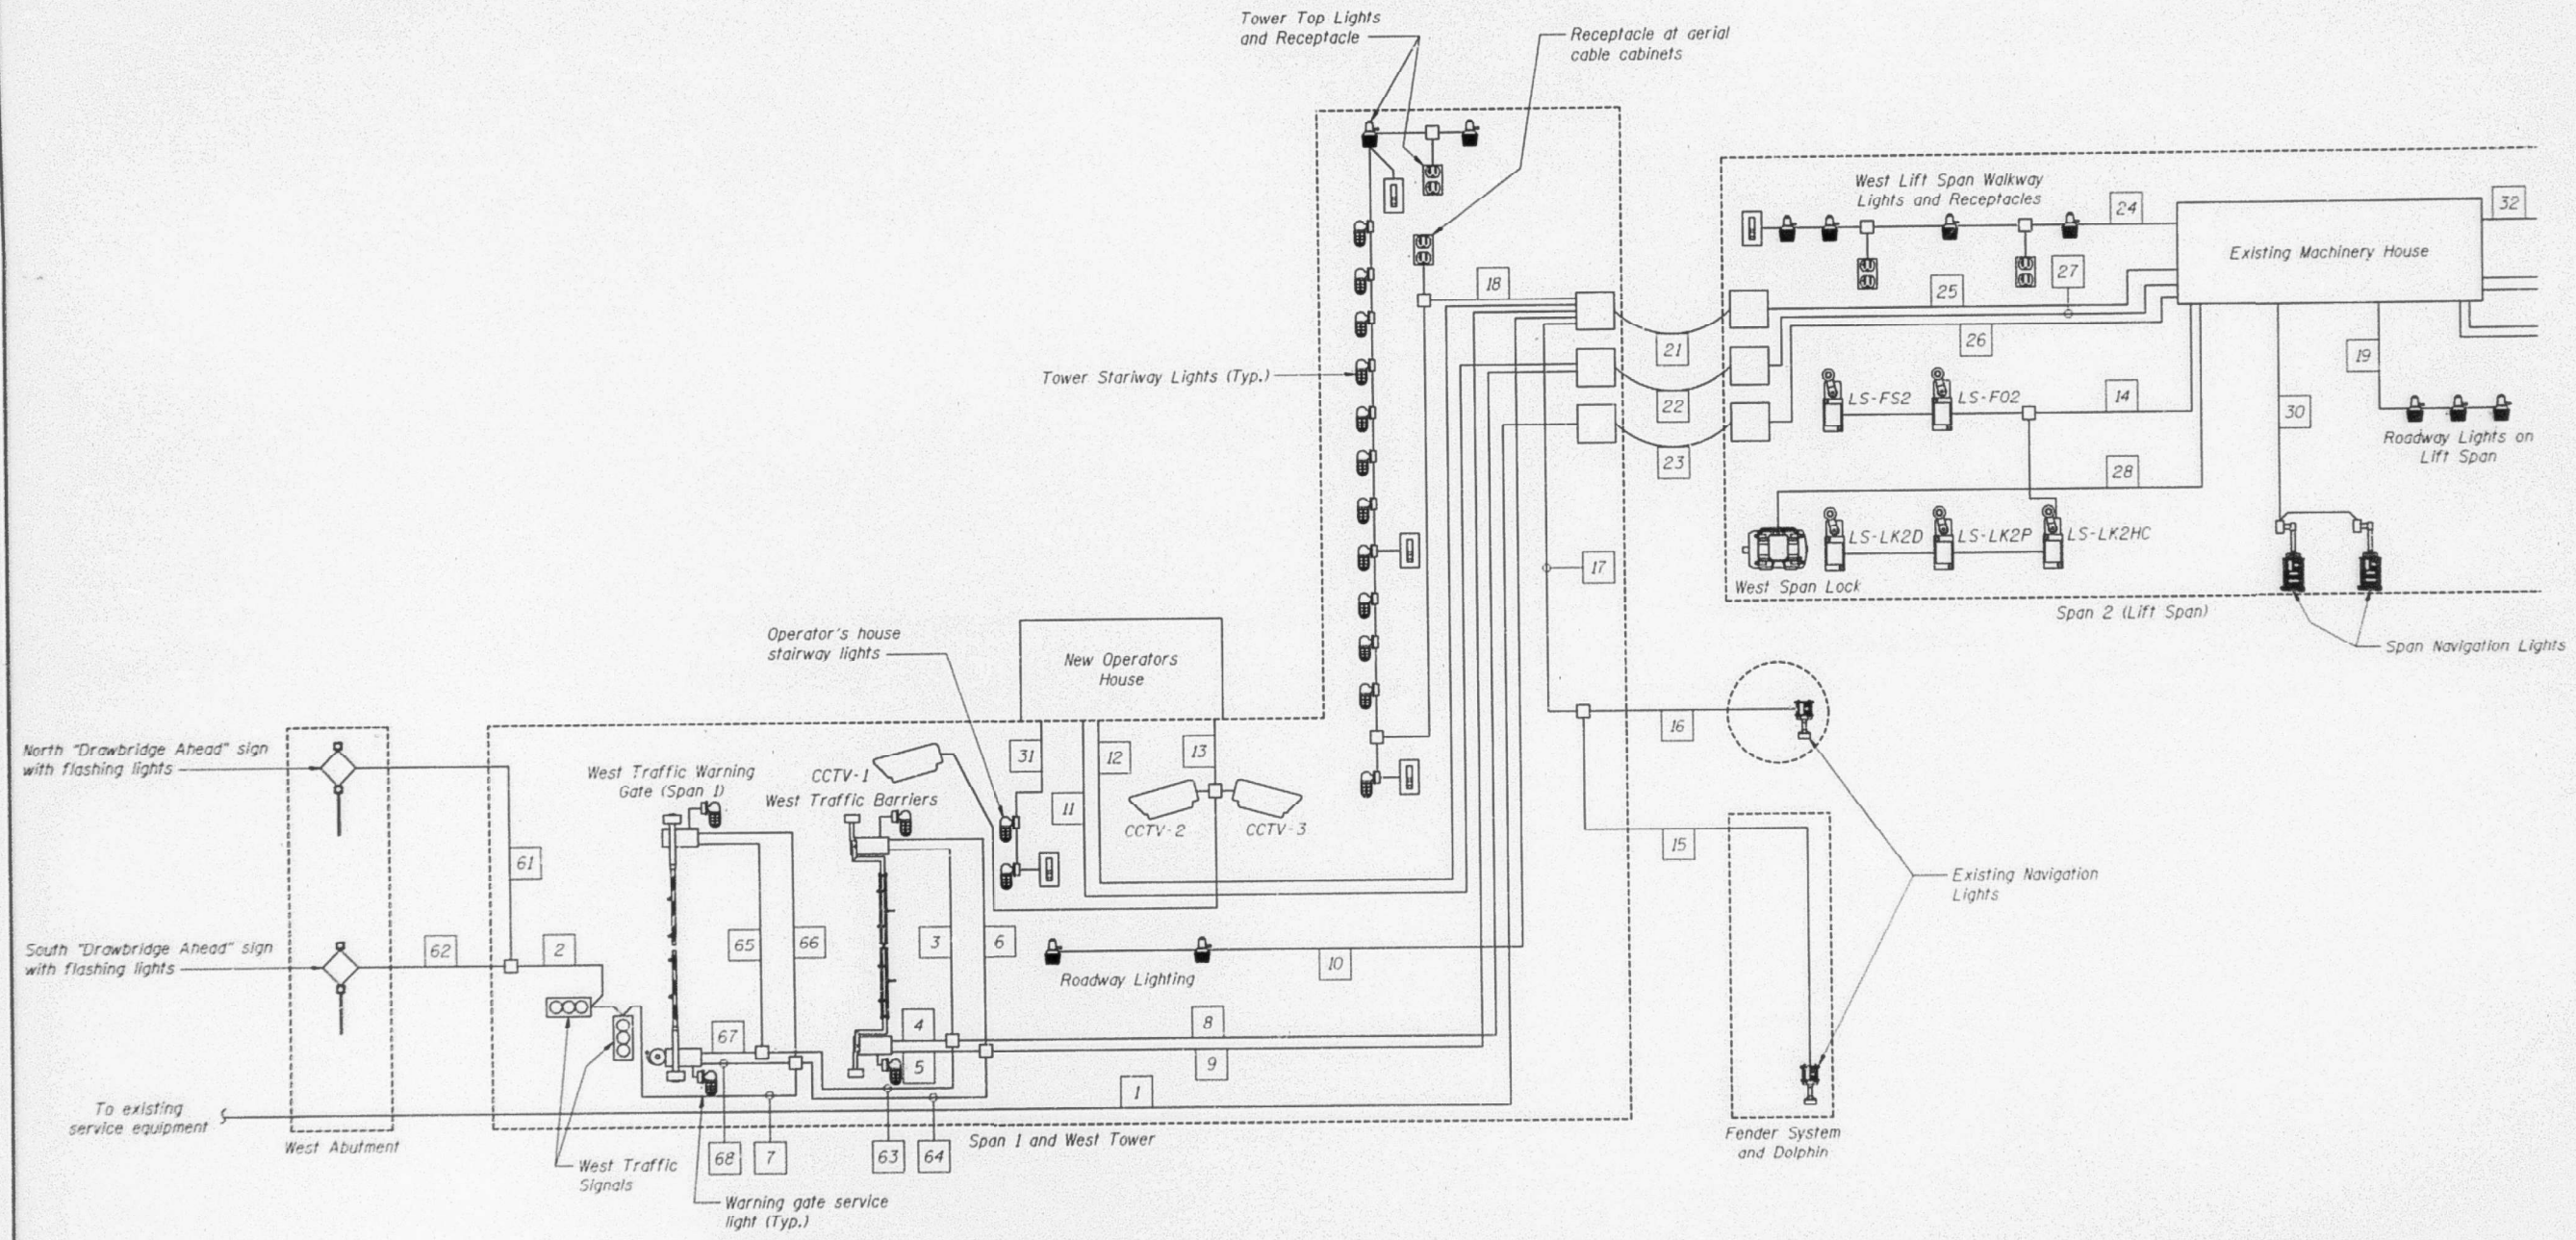 Tower Top Lights
and Receptacle
Receptacle at aerial
cable cabinets
West Lift Span Walkway
Lights and Receptacles
24
32
Existing Machinery House
27
25
18
26
21
19
Tower Stariway Lights (Typ.)
22
LS-FS2
LS-FO2
14
30
Roadway Lights on
Lift Span
23
28
LS-LK2D
LS-LK2P
LS-LK2HC
17
West Span Lock
Span 2 (Lift Span)
Span Navigation Lights
Operator's house
stairway lights
New Operators
House
16
North "Drawbridge Ahead" sign
with flashing lights
West Traffic Warning
Gate (Span 1)
CCTV-1
West Traffic Barriers
31
12
13
11
CCTV-2
CCTV-3
15
61
Existing Navigation
Lights
South "Drawbridge Ahead" sign
with flashing lights
62
2
65
66
3
6
10
Roadway Lighting
67
4
8
5
9
1
To existing
service equipment
West Abutment
Span 1 and West Tower
Fender System
and Dolphin
West Traffic
Signals
68
7
63
64
Warning gate service
light (Typ.)